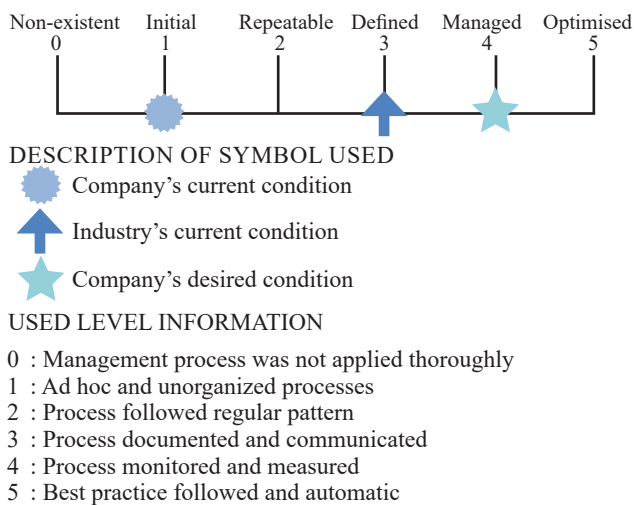 Non-existent Initial Repeatable Defined Managed Optimised
0 1 2 3 4 5
DESCRIPTION OF SYMBOL USED
Company’s current condition
Industry’s current condition
Company’s desired condition
USED LEVEL INFORMATION
0 : Management process was not applied thoroughly
1 : Ad hoc and unorganized processes
2 : Process followed regular pattern
3 : Process documented and communicated
4 : Process monitored and measured
5 : Best practice followed and automatic